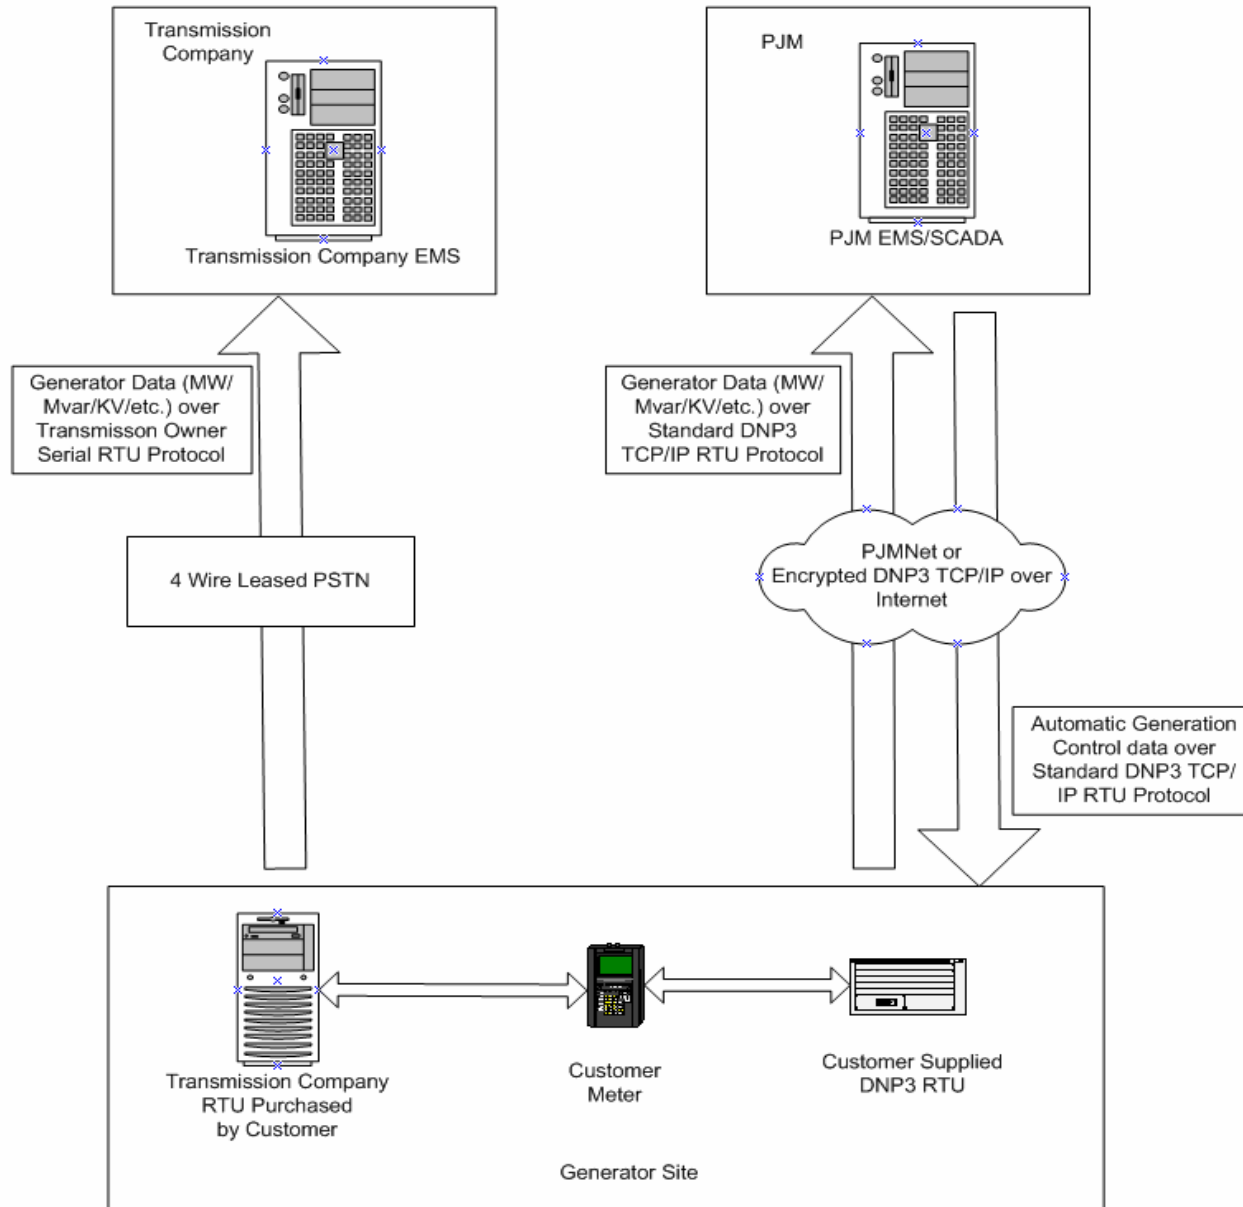 Transmission
Company
Transmission Company EMS
PJM
PJM EMS/SCADA
Generator Data (MW/
Mvar/KV/etc.) over
Transmisson Owner
Serial RTU Protocol
Generator Data (MW/
Mvar/KV/etc.) over
Standard DNP3
TCP/IP RTU Protocol
4 Wire Leased PSTN
PJMNet or
Encrypted DNP3 TCP/IP over
Internet
Automatic Generation
Control data over
Standard DNP3 TCP/
IP RTU Protocol
Transmission Company
RTU Purchased
by Customer
Customer
Meter
Customer Supplied
DNP3 RTU
Generator Site